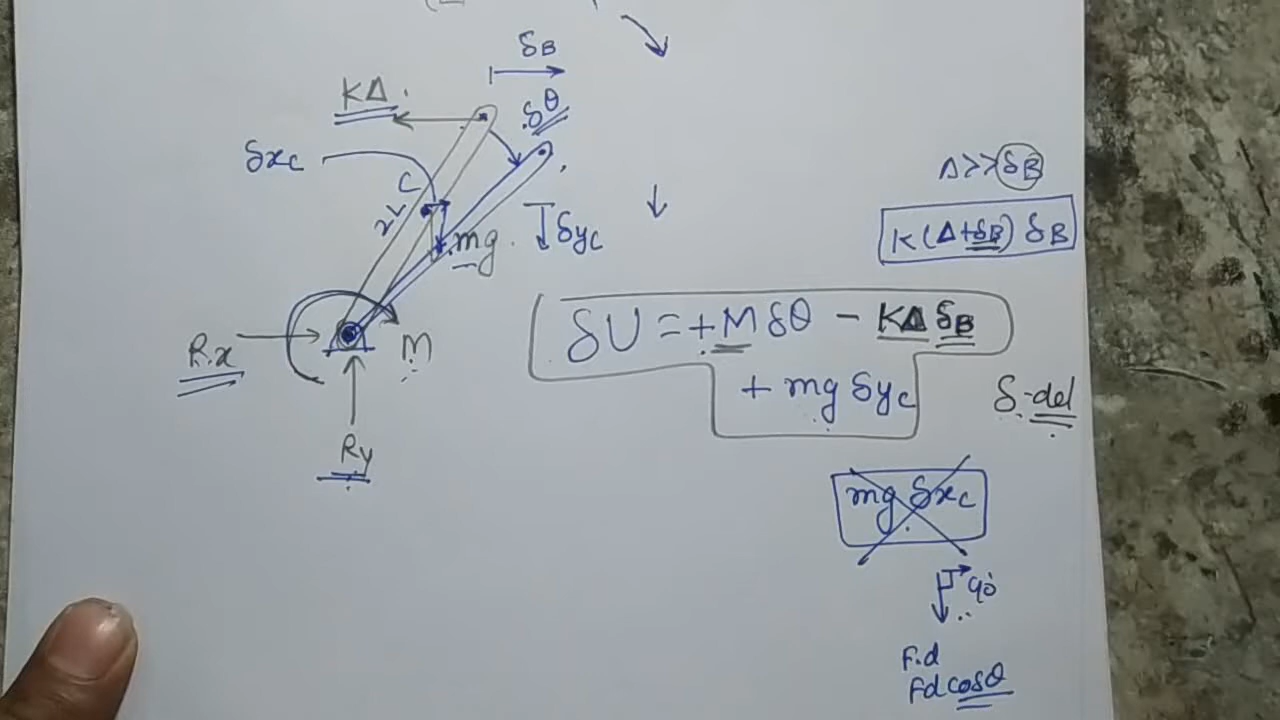 δB
KΔ
δθ
δxc
C
L/2
mg
δyc
Δ>>δB
K(Δ+δB) δB
δU = +Mδθ - KΔ δB
+ mg δyc
Rx
M
Ry
δ-del
mg δxc
90°
F.d
Fd cosθ